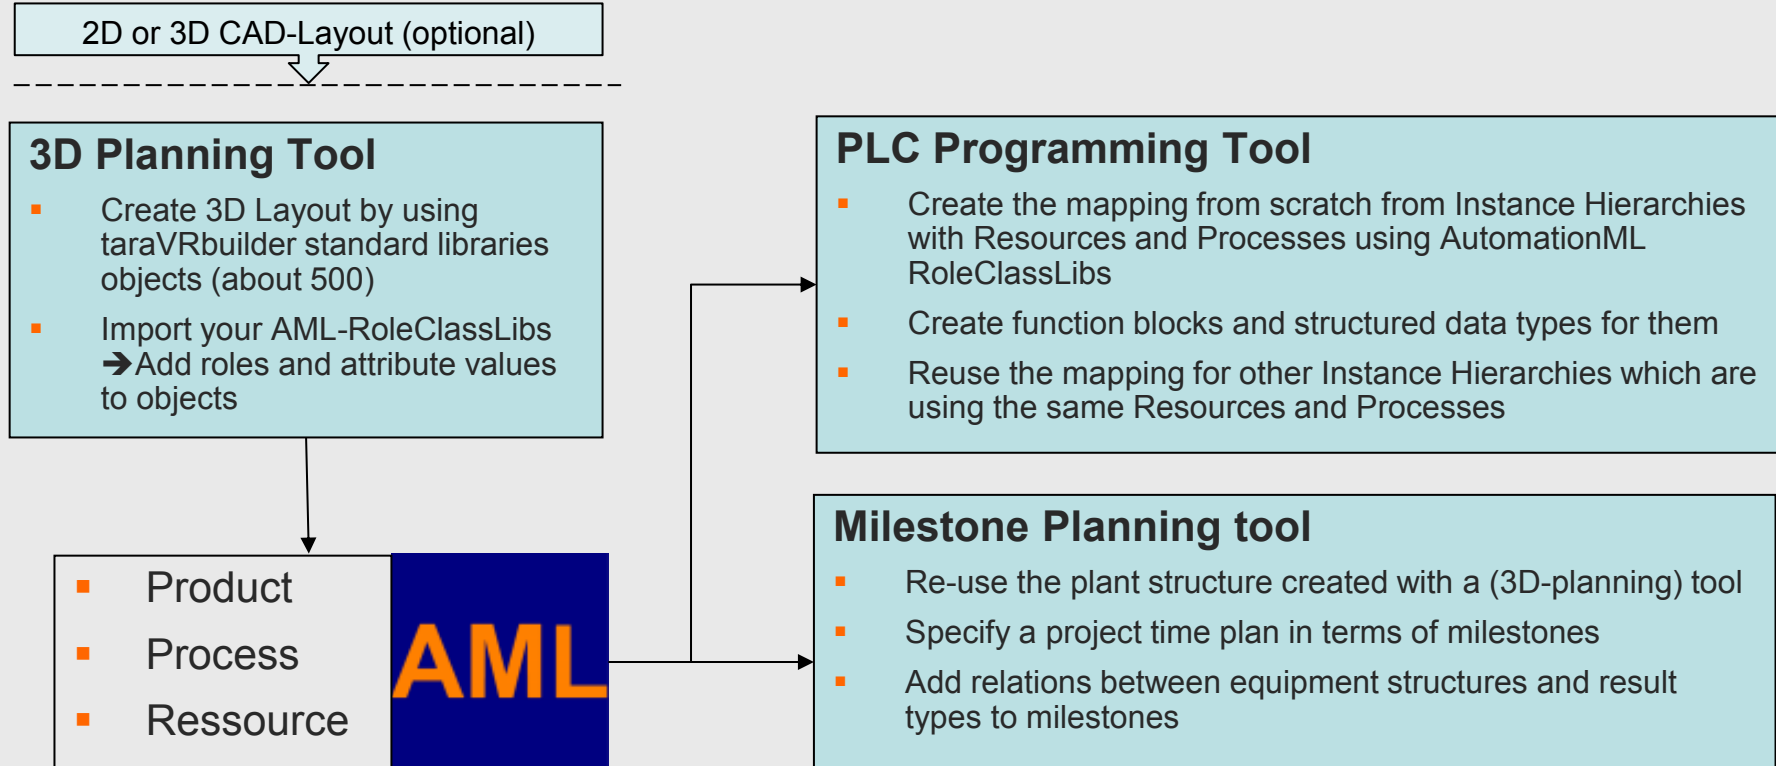 2D or 3D CAD-Layout (optional)
3D Planning Tool
▪ Create 3D Layout by using
taraVRbuilder standard libraries
objects (about 500)
▪ Import your AML-RoleClassLibs
➔Add roles and attribute values
to objects
▪ Product
▪ Process
▪ Ressource
AML
PLC Programming Tool
▪ Create the mapping from scratch from Instance Hierarchies
with Resources and Processes using AutomationML
RoleClassLibs
▪ Create function blocks and structured data types for them
▪ Reuse the mapping for other Instance Hierarchies which are
using the same Resources and Processes
Milestone Planning tool
▪ Re-use the plant structure created with a (3D-planning) tool
▪ Specify a project time plan in terms of milestones
▪ Add relations between equipment structures and result
types to milestones